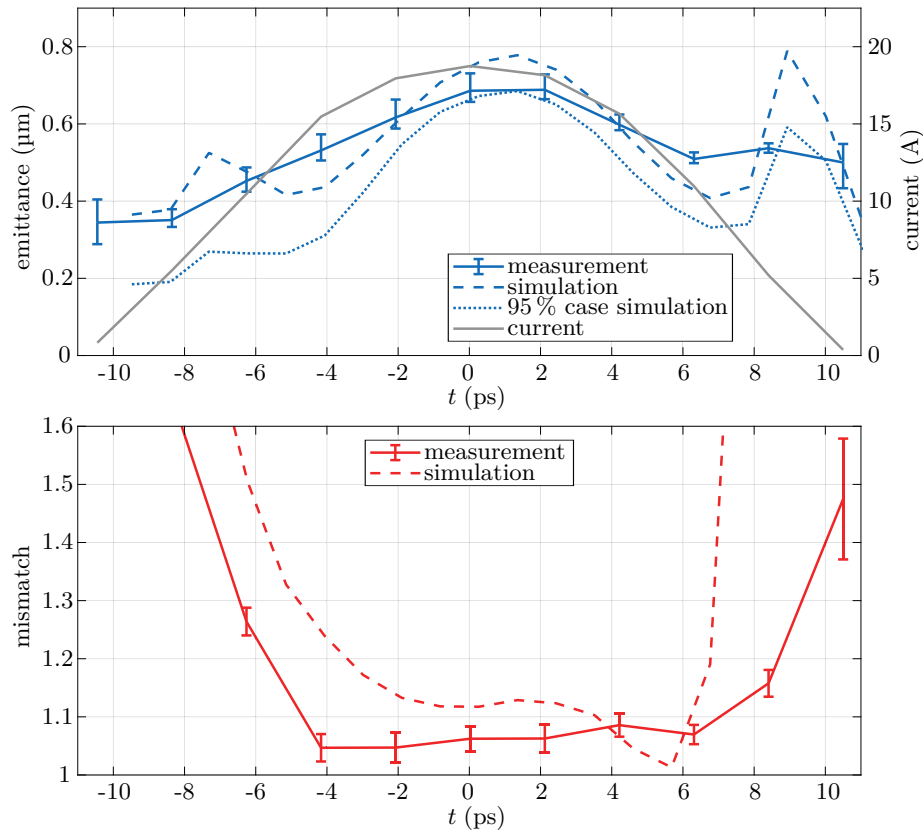 0.8
0.6
0.4
0.2
0
emittance (μm)
20
15
10
5
0
current (A)
measurement
simulation
95 % case simulation
current
-10 -8 -6 -4 -2 0 2 4 6 8 10
t (ps)
1.6
1.5
1.4
1.3
1.2
1.1
1
mismatch
measurement
simulation
-10 -8 -6 -4 -2 0 2 4 6 8 10
t (ps)